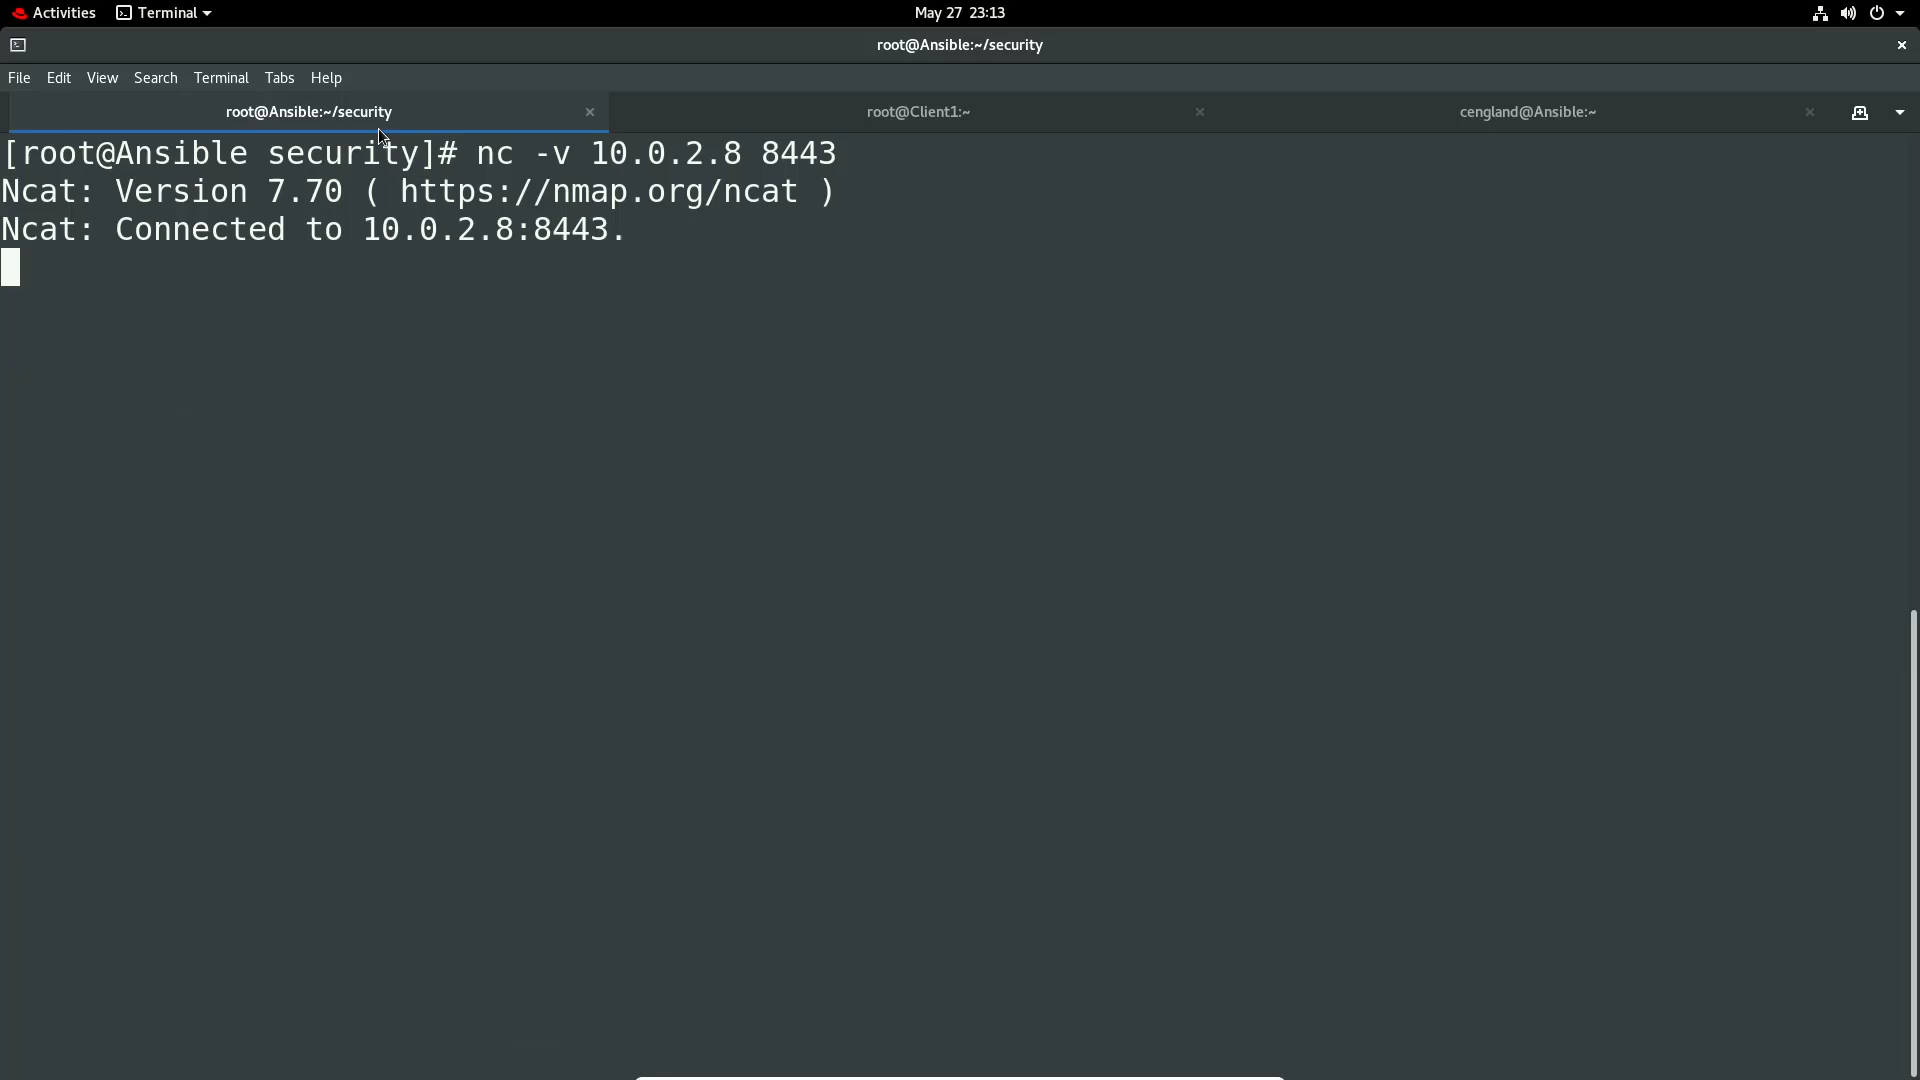 Activities Terminal May 27 23:13
root@Ansible:~/security
File Edit View Search Terminal Tabs Help
root@Ansible:~/security root@Client1:~ cengland@Ansible:~
[root@Ansible security]# nc -v 10.0.2.8 8443
Ncat: Version 7.70 ( https://nmap.org/ncat )
Ncat: Connected to 10.0.2.8:8443.